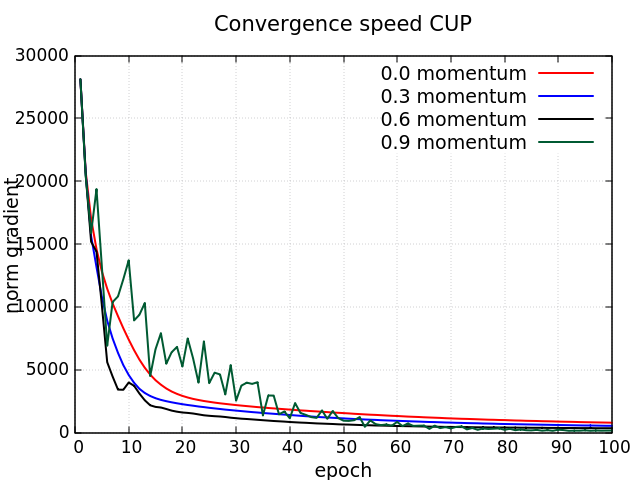 Convergence speed CUP
30000
25000
20000
15000
10000
5000
0
norm gradient
0.0 momentum
0.3 momentum
0.6 momentum
0.9 momentum
0 10 20 30 40 50 60 70 80 90 100
epoch